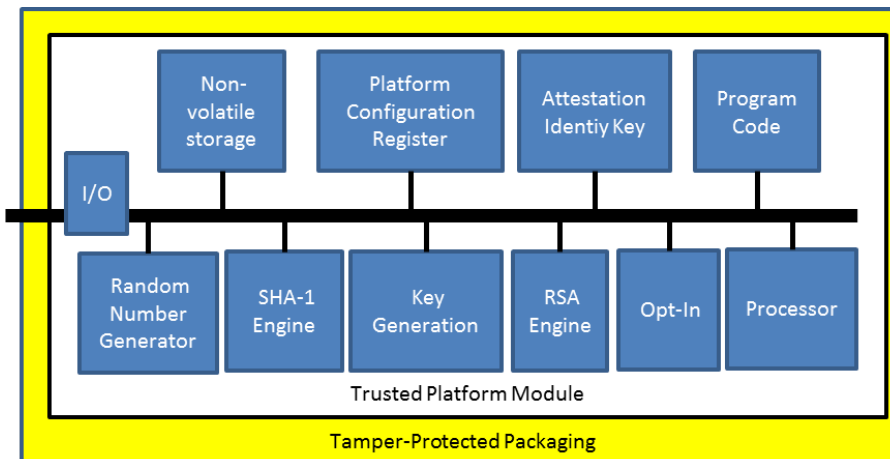 Non-
volatile
storage
Platform
Configuration
Register
Attestation
Identiy Key
Program
Code
I/O
Random
Number
Generator
SHA-1
Engine
Key
Generation
RSA
Engine
Opt-In
Processor
Trusted Platform Module
Tamper-Protected Packaging